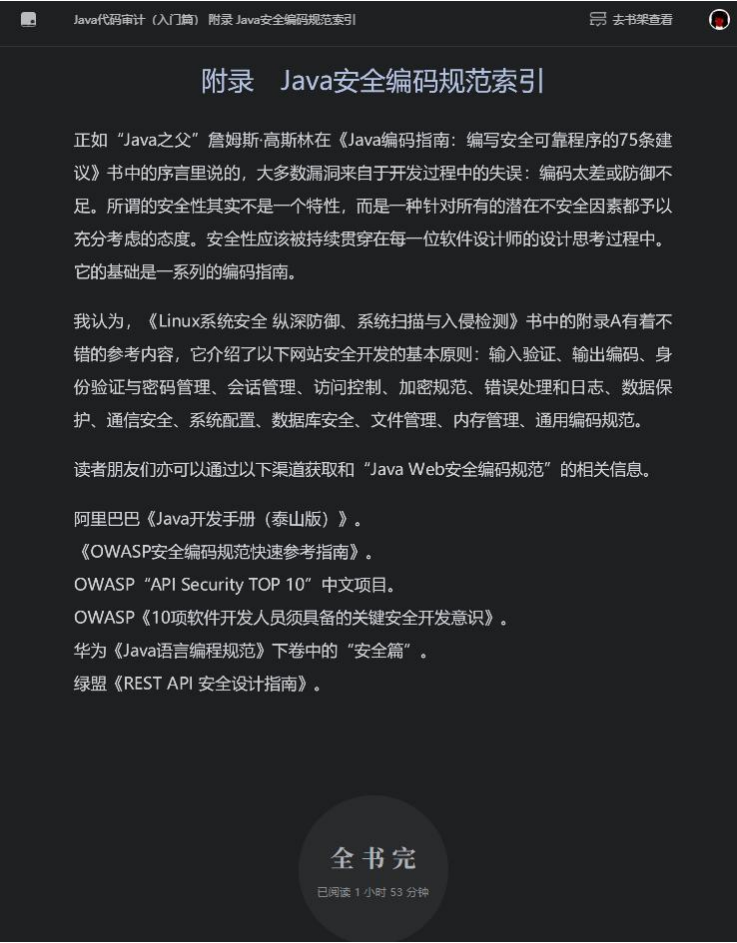 Java代码审计（入门篇） 附录 Java安全编码规范索引
去书架查看
附录　Java安全编码规范索引
正如“Java之父”詹姆斯·高斯林在《Java编码指南：编写安全可靠程序的75条建
议》书中的序言里说的，大多数漏洞来自于开发过程中的失误：编码太差或防御不
足。所谓的安全性其实不是一个特性，而是一种针对所有的潜在不安全因素都予以
充分考虑的态度。安全性应该被持续贯穿在每一位软件设计师的设计思考过程中。
它的基础是一系列的编码指南。
我认为，《Linux系统安全 纵深防御、系统扫描与入侵检测》书中的附录A有着不
错的参考内容，它介绍了以下网站安全开发的基本原则：输入验证、输出编码、身
份验证与密码管理、会话管理、访问控制、加密规范、错误处理和日志、数据保
护、通信安全、系统配置、数据库安全、文件管理、内存管理、通用编码规范。
读者朋友们亦可以通过以下渠道获取和“Java Web安全编码规范”的相关信息。
阿里巴巴《Java开发手册（泰山版）》。
《OWASP安全编码规范快速参考指南》。
OWASP“API Security TOP 10”中文项目。
OWASP《10项软件开发人员须具备的关键安全开发意识》。
华为《Java语言编程规范》下卷中的“安全篇”。
绿盟《REST API 安全设计指南》。
全书完
已阅读 1 小时 53 分钟